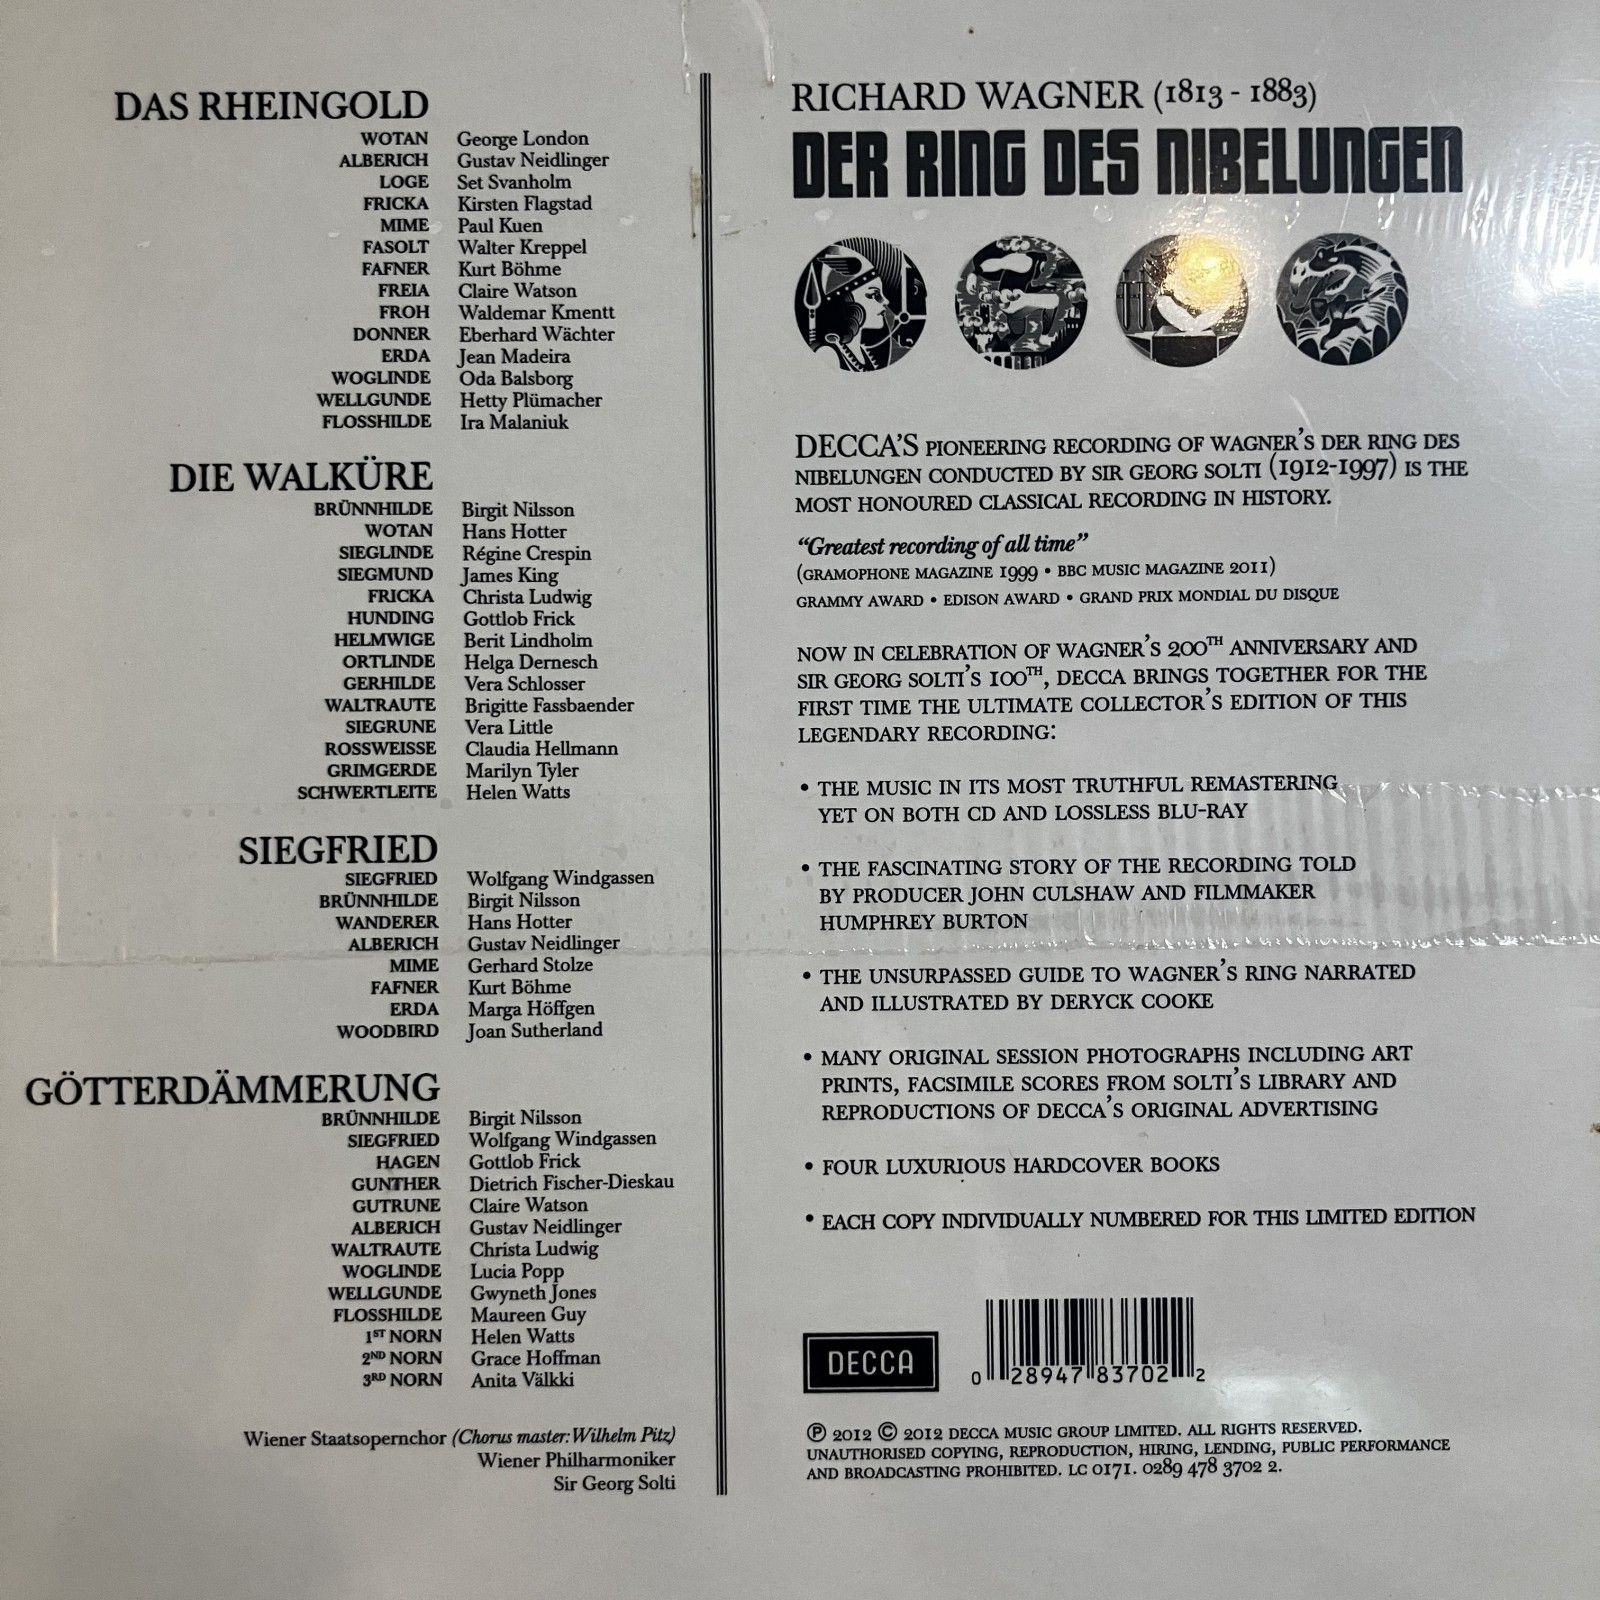 DAS RHEINGOLD
WOTAN George London
ALBERICH Gustav Neidlinger
LOGE Set Svanholm
FRICKA Kirsten Flagstad
MIME Paul Kuen
FASOLT Walter Kreppel
FAFNER Kurt Böhme
FREIA Claire Watson
FROH Waldemar Kmentt
DONNER Eberhard Wächter
ERDA Jean Madeira
WOGLINDE Oda Balsborg
WELLGUNDE Hetty Plümacher
FLOSSHILDE Ira Malaniuk
DIE WALKÜRE
BRÜNNHILDE Birgit Nilsson
WOTAN Hans Hotter
SIEGLINDE Régine Crespin
SIEGMUND James King
FRICKA Christa Ludwig
HUNDING Gottlob Frick
HELMWIGE Berit Lindholm
ORTLINDE Helga Dernesch
GERHILDE Vera Schlosser
WALTRAUTE Brigitte Fassbaender
SIEGRUNE Vera Little
ROSSWEISSE Claudia Hellmann
GRIMGERDE Marilyn Tyler
SCHWERTLEITE Helen Watts
SIEGFRIED
SIEGFRIED Wolfgang Windgassen
BRÜNNHILDE Birgit Nilsson
WANDERER Hans Hotter
ALBERICH Gustav Neidlinger
MIME Gerhard Stolze
FAFNER Kurt Böhme
ERDA Marga Höffgen
WOODBIRD Joan Sutherland
GÖTTERDÄMMERUNG
BRÜNNHILDE Birgit Nilsson
SIEGFRIED Wolfgang Windgassen
HAGEN Gottlob Frick
GUNTHER Dietrich Fischer-Dieskau
GUTRUNE Claire Watson
ALBERICH Gustav Neidlinger
WALTRAUTE Christa Ludwig
WOGLINDE Lucia Popp
WELLGUNDE Gwyneth Jones
FLOSSHILDE Maureen Guy
1ST NORN Helen Watts
2ND NORN Grace Hoffman
3RD NORN Anita Välkki
Wiener Staatsopernchor (Chorus master: Wilhelm Pitz)
Wiener Philharmoniker
Sir Georg Solti
RICHARD WAGNER (1813 - 1883)
DER RING DES NIBELUNGEN
DECCA'S PIONEERING RECORDING OF WAGNER'S DER RING DES
NIBELUNGEN CONDUCTED BY SIR GEORG SOLTI (1912-1997) IS THE
MOST HONOURED CLASSICAL RECORDING IN HISTORY.
"Greatest recording of all time"
(GRAMOPHONE MAGAZINE 1999 • BBC MUSIC MAGAZINE 2011)
GRAMMY AWARD • EDISON AWARD • GRAND PRIX MONDIAL DU DISQUE
NOW IN CELEBRATION OF WAGNER'S 200TH ANNIVERSARY AND
SIR GEORG SOLTI'S 100TH, DECCA BRINGS TOGETHER FOR THE
FIRST TIME THE ULTIMATE COLLECTOR'S EDITION OF THIS
LEGENDARY RECORDING:
• THE MUSIC IN ITS MOST TRUTHFUL REMASTERING
YET ON BOTH CD AND LOSSLESS BLU-RAY
• THE FASCINATING STORY OF THE RECORDING TOLD
BY PRODUCER JOHN CULSHAW AND FILMMAKER
HUMPHREY BURTON
• THE UNSURPASSED GUIDE TO WAGNER'S RING NARRATED
AND ILLUSTRATED BY DERYCK COOKE
• MANY ORIGINAL SESSION PHOTOGRAPHS INCLUDING ART
PRINTS, FACSIMILE SCORES FROM SOLTI'S LIBRARY AND
REPRODUCTIONS OF DECCA'S ORIGINAL ADVERTISING
• FOUR LUXURIOUS HARDCOVER BOOKS
• EACH COPY INDIVIDUALLY NUMBERED FOR THIS LIMITED EDITION
DECCA
0 28947 83702 2
Ⓟ 2012 © 2012 DECCA MUSIC GROUP LIMITED. ALL RIGHTS RESERVED.
UNAUTHORISED COPYING, REPRODUCTION, HIRING, LENDING, PUBLIC PERFORMANCE
AND BROADCASTING PROHIBITED. LC 0171. 0289 478 3702 2.